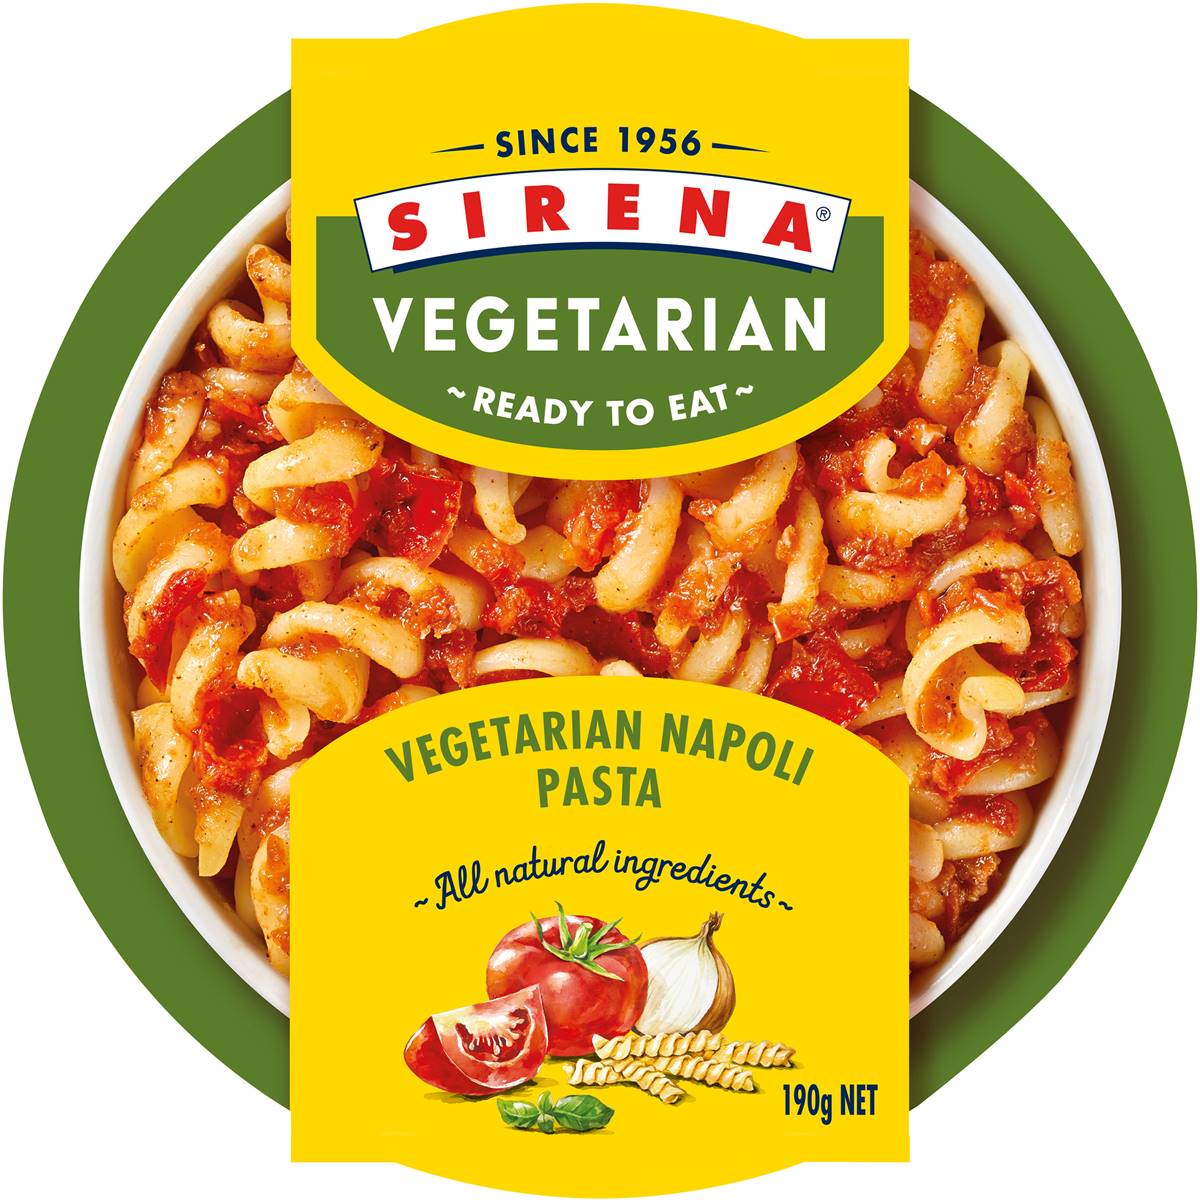 SINCE 1956
SIRENA®
VEGETARIAN
~READY TO EAT~
VEGETARIAN NAPOLI
PASTA
~All natural ingredients~
190g NET